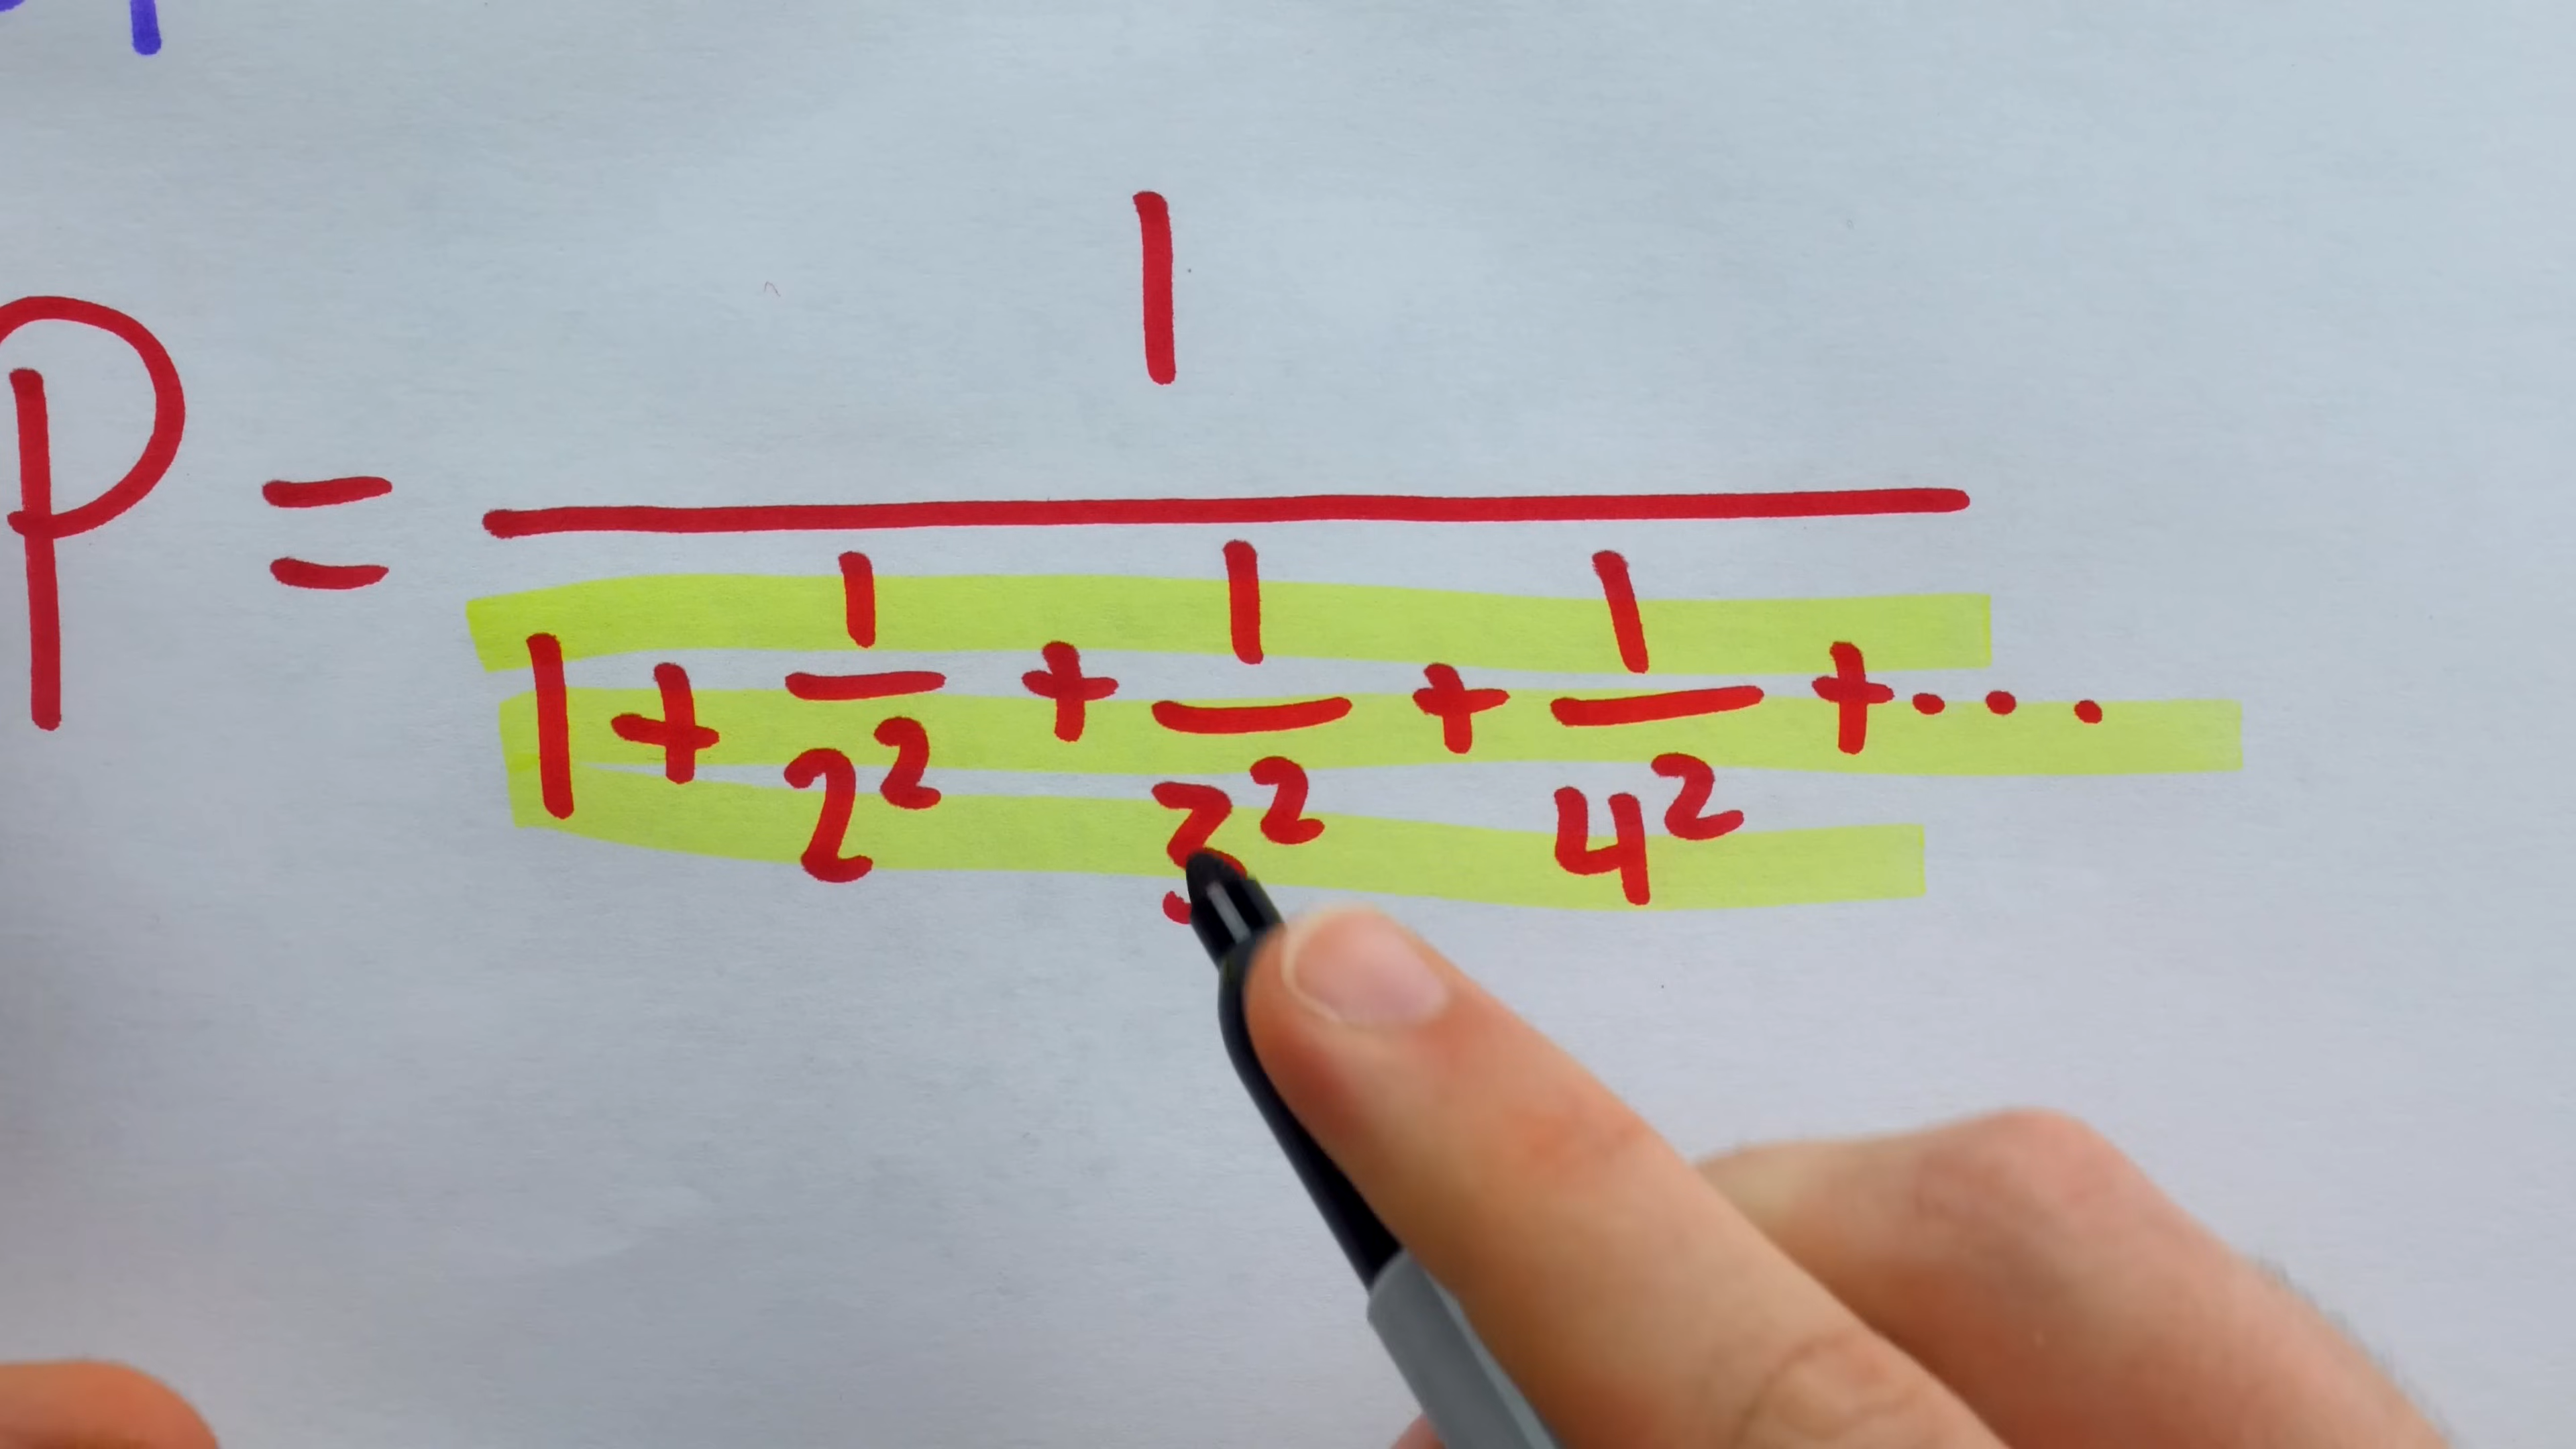 P = 1 / (1 + 1/2² + 1/3² + 1/4² + ···)